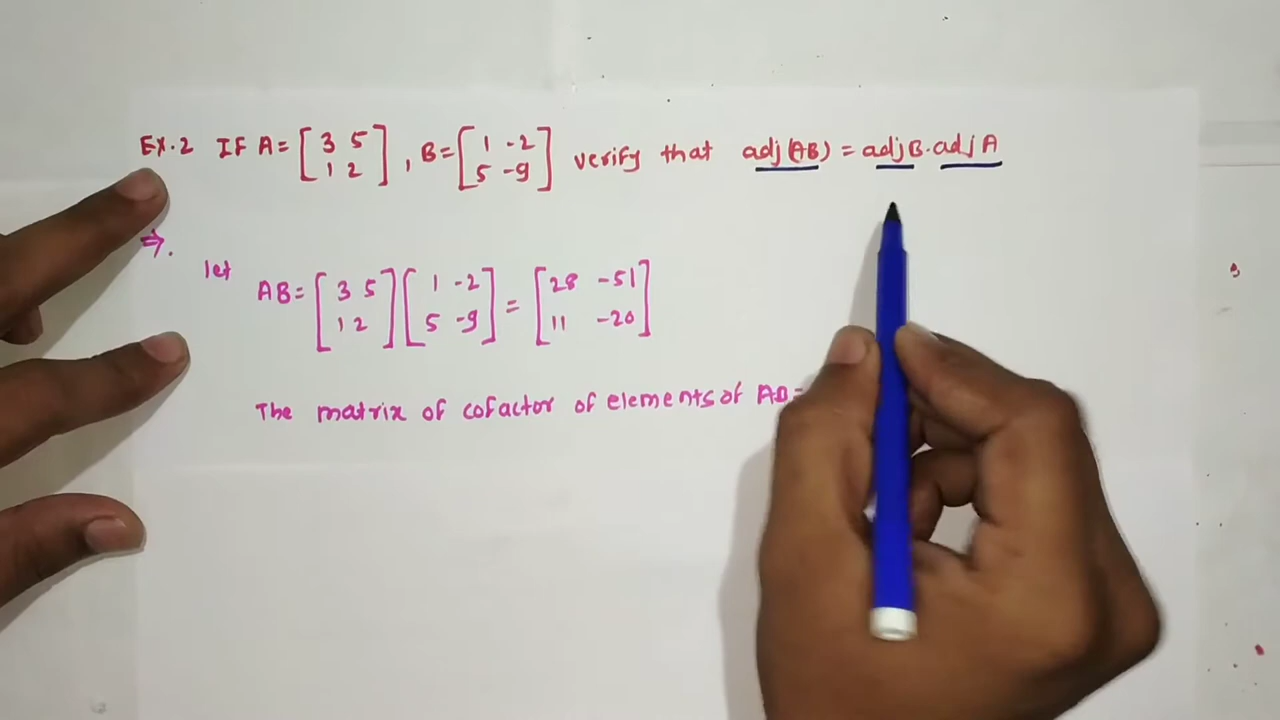 Ex.2 IF A = [3 5 1 2], B = [1 -2 5 -9] verify that adj(AB) = adjB.adjA
⇒.
let AB = [3 5 1 2] [1 -2 5 -9] = [28 -51 11 -20]
The matrix of cofactor of elements of AB =